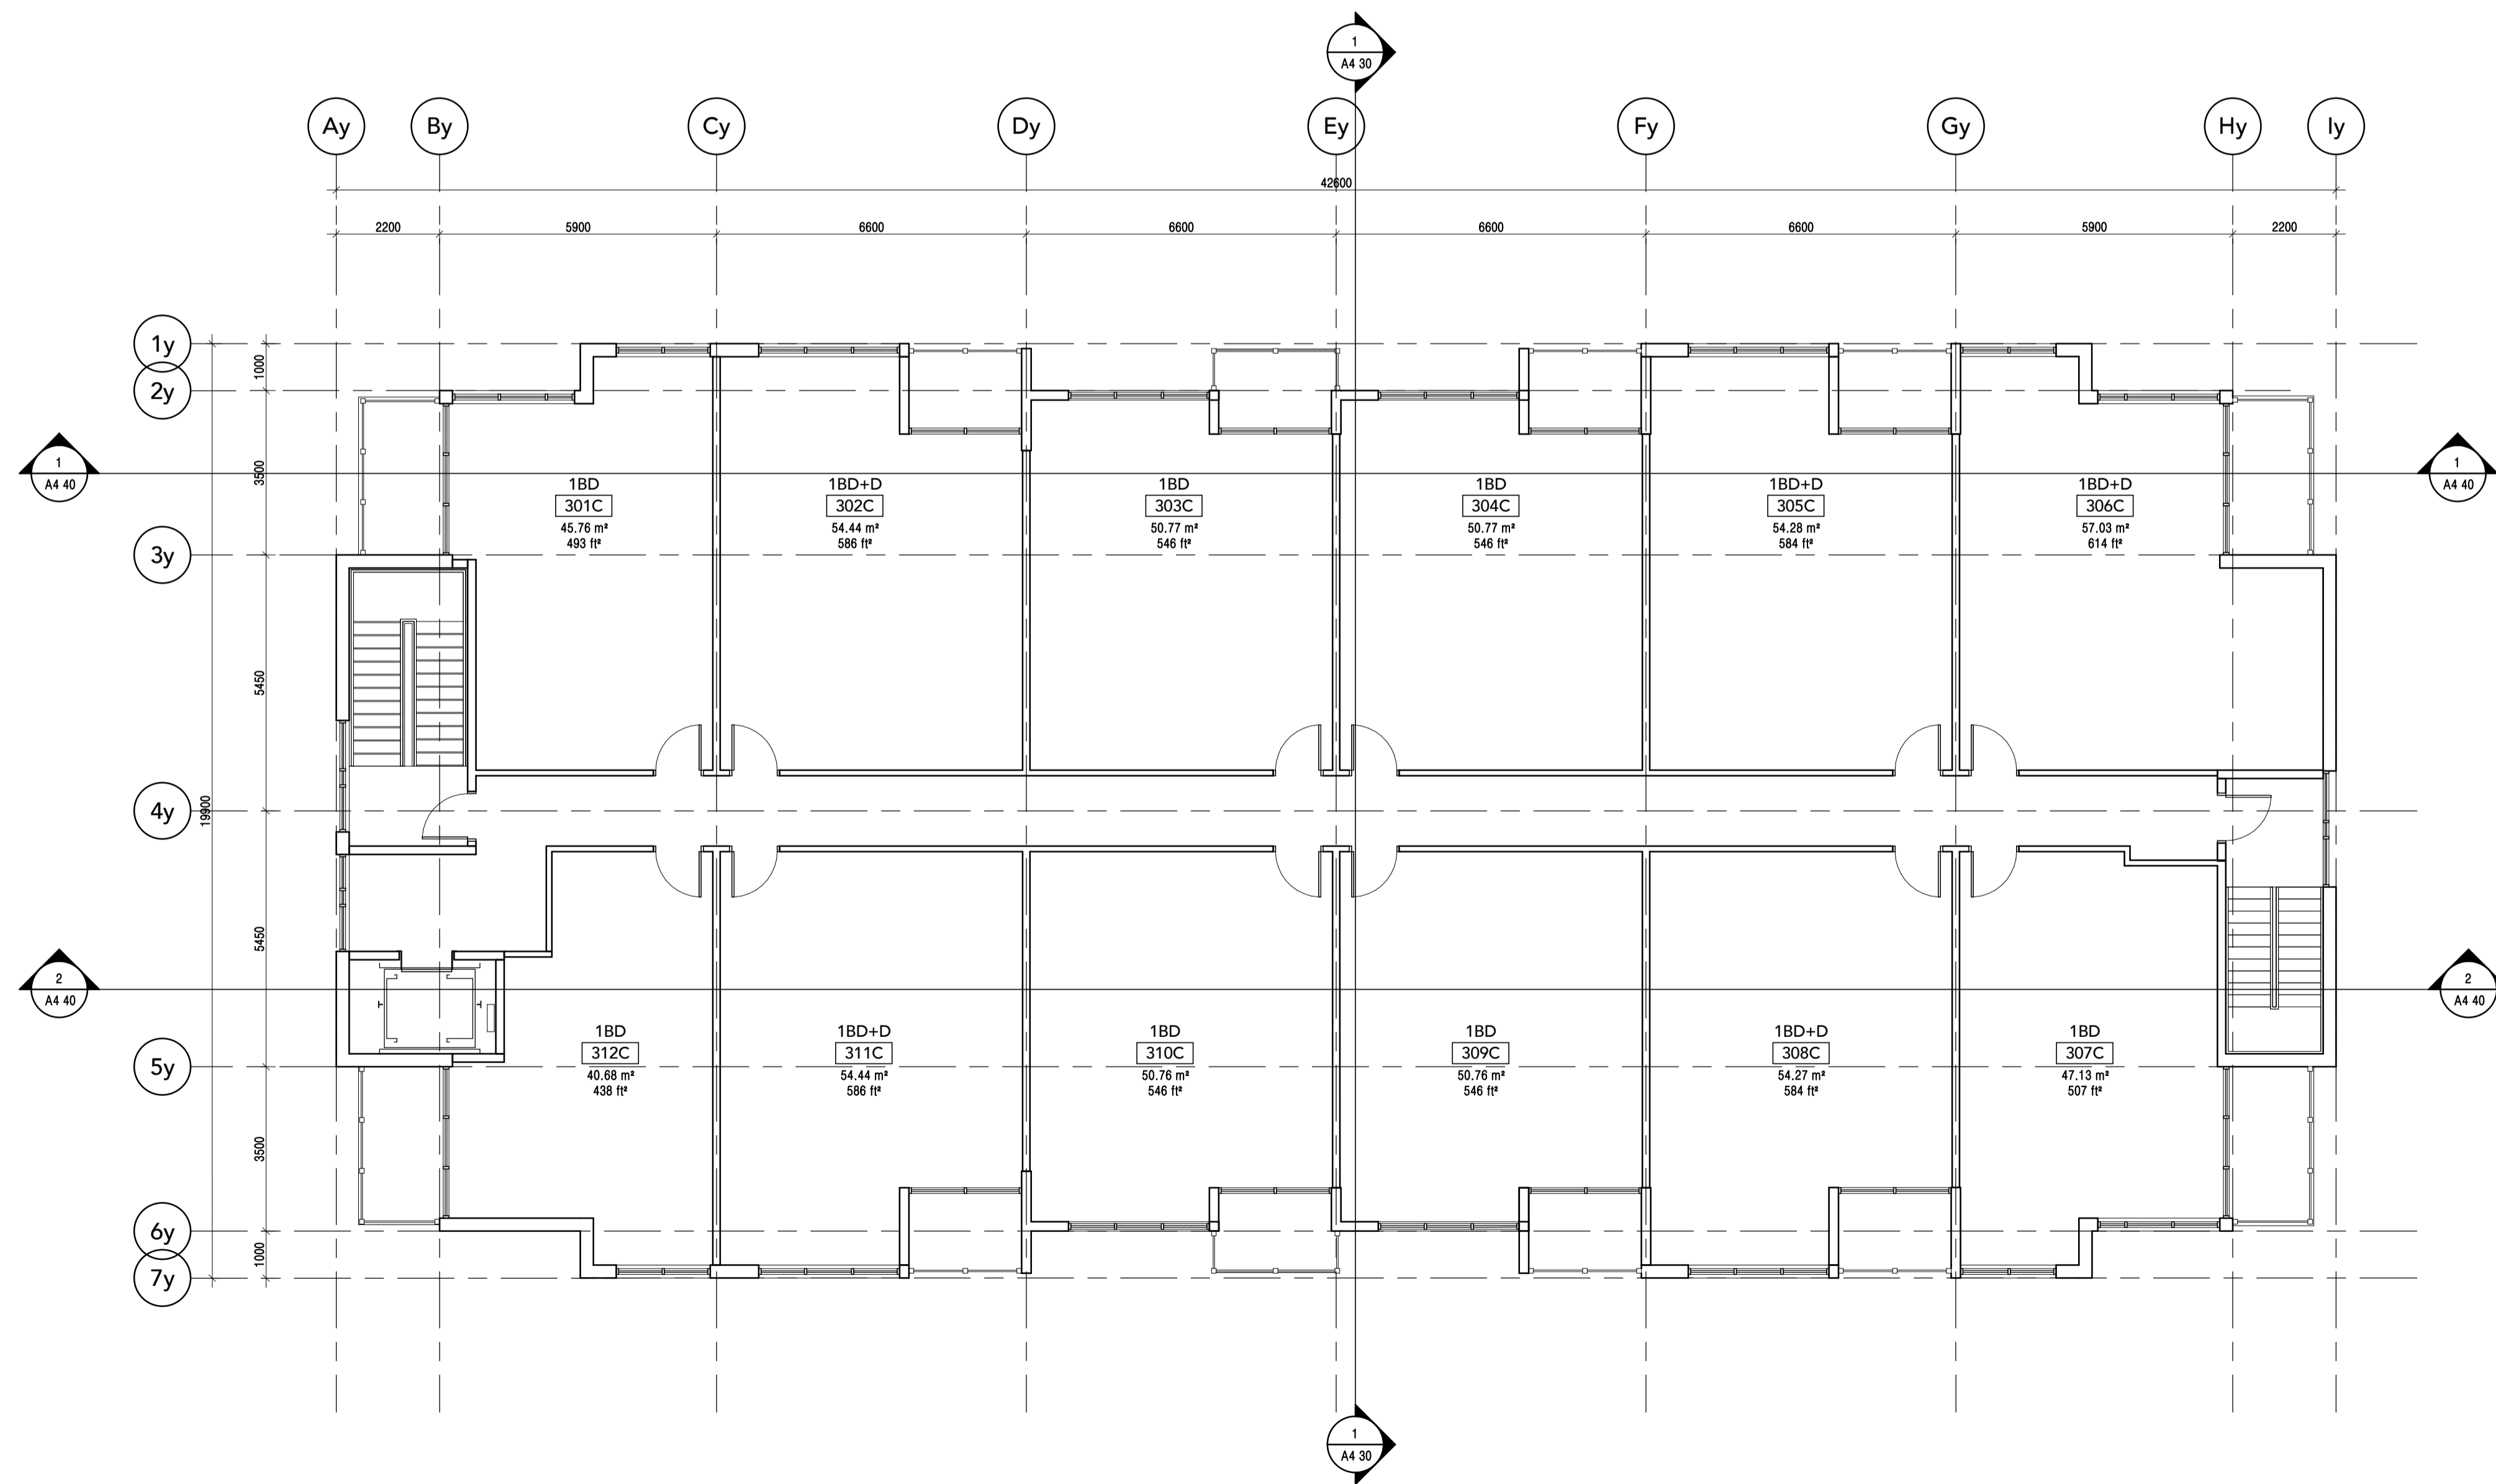 1
A4 30
Ay By Cy Dy Ey Fy Gy Hy Iy
42600
2200 5900 6600 6600 6600 6600 5900 2200
1y
1000
2y
3500
1
A4 40
1
A4 40
1BD
301C
45.76 m²
493 ft²
1BD+D
302C
54.44 m²
586 ft²
1BD
303C
50.77 m²
546 ft²
1BD
304C
50.77 m²
546 ft²
1BD+D
305C
54.28 m²
584 ft²
1BD+D
306C
57.03 m²
614 ft²
3y
5450
19900
4y
5450
2
A4 40
2
A4 40
1BD
312C
40.68 m²
438 ft²
1BD+D
311C
54.44 m²
586 ft²
1BD
310C
50.76 m²
546 ft²
1BD
309C
50.76 m²
546 ft²
1BD+D
308C
54.27 m²
584 ft²
1BD
307C
47.13 m²
507 ft²
5y
3500
6y
1000
7y
1
A4 30